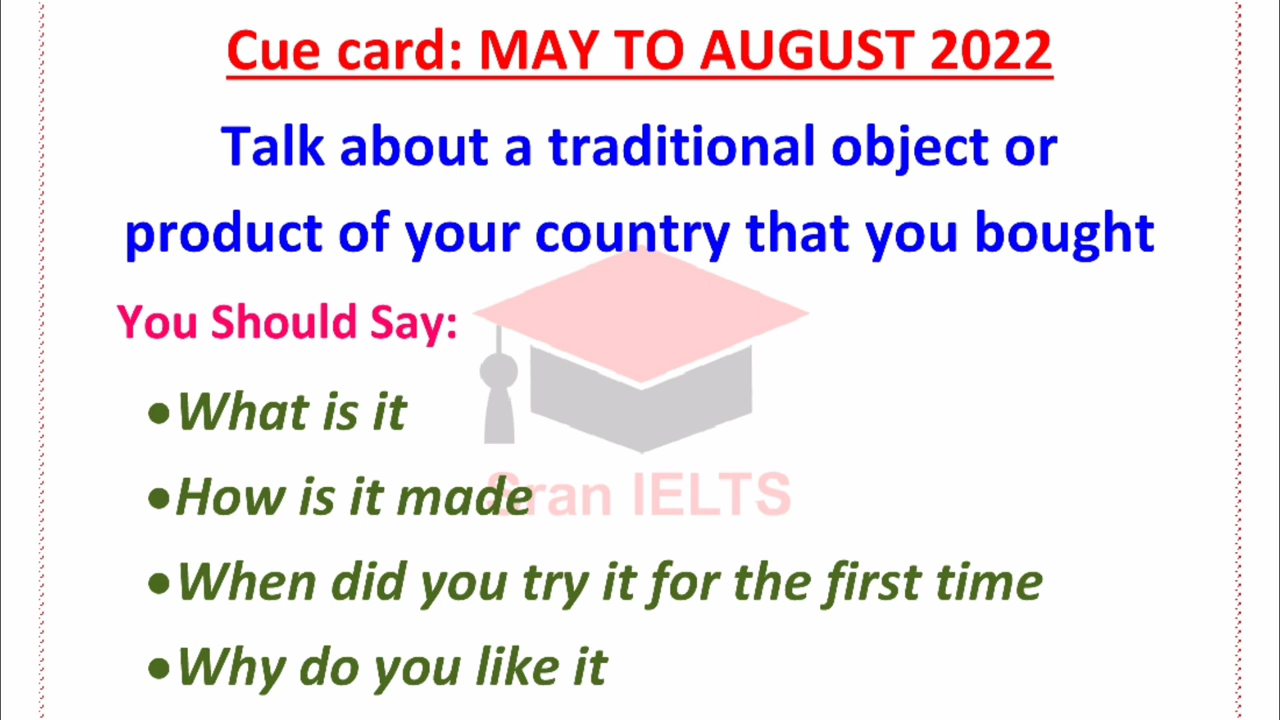 Cue card: MAY TO AUGUST 2022
Talk about a traditional object or
product of your country that you bought
You Should Say:
•What is it
•How is it made
Sran IELTS
•When did you try it for the first time
•Why do you like it